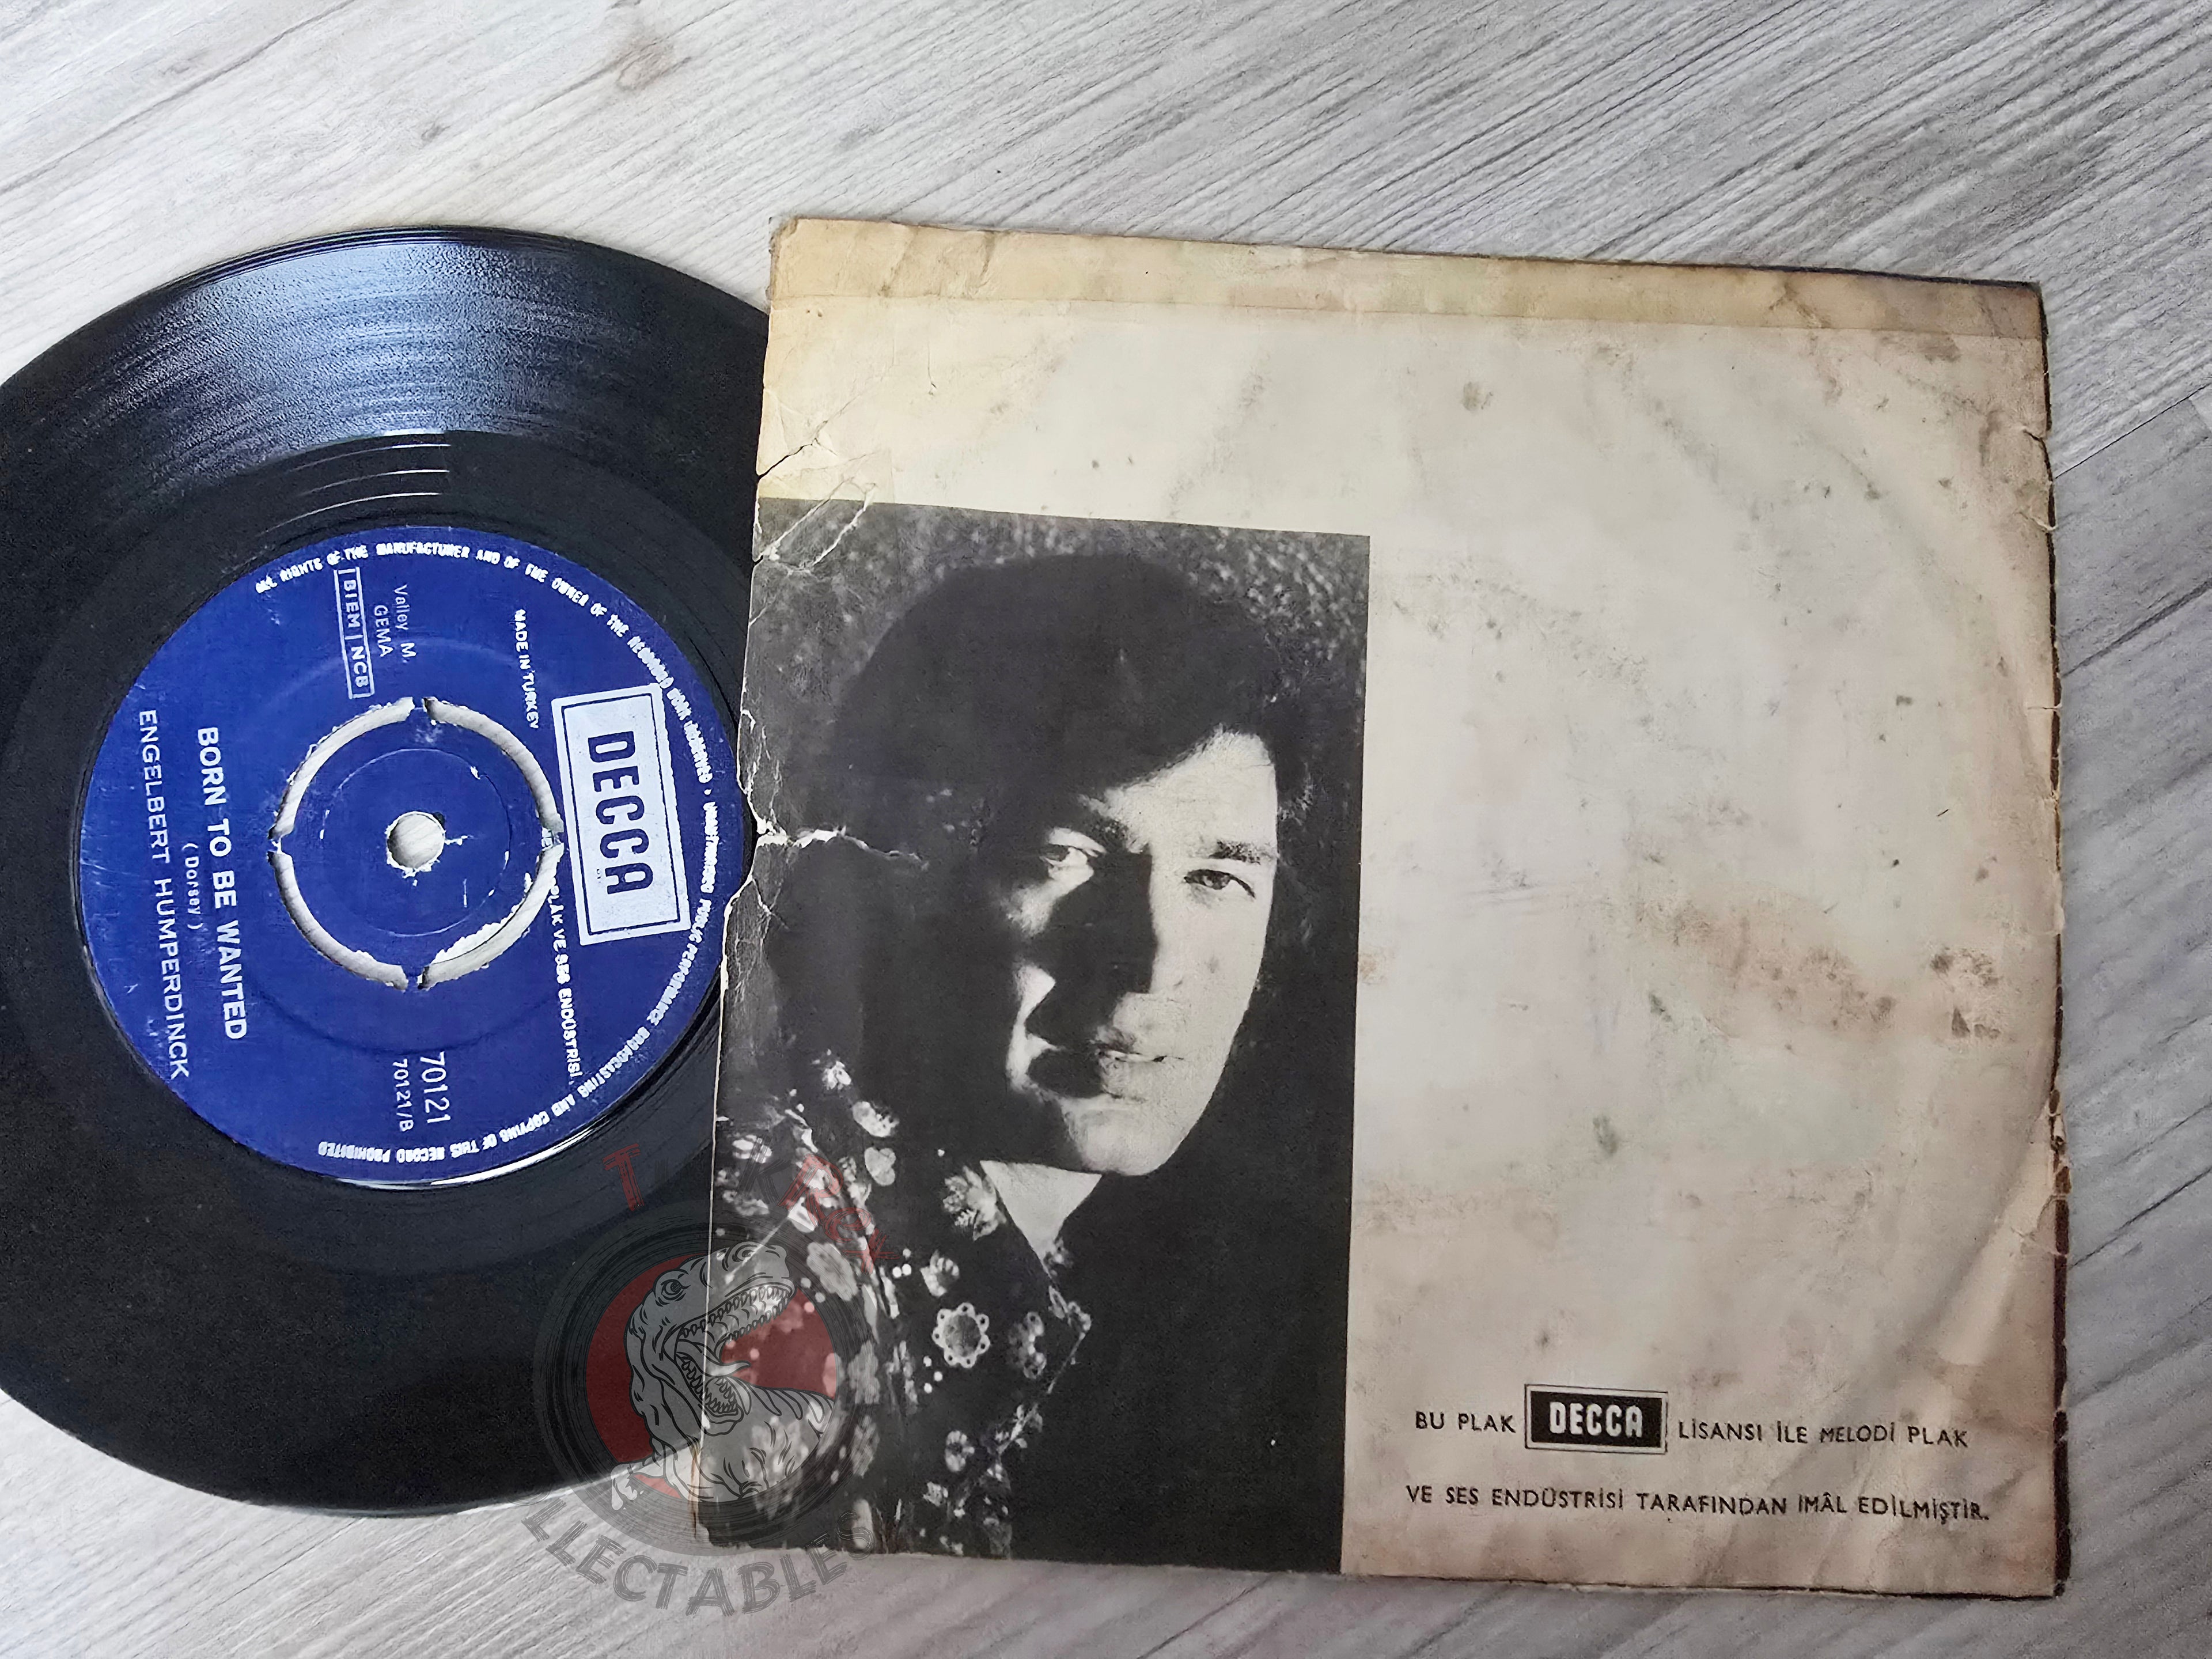 ALL RIGHTS OF THE MANUFACTURER AND OF THE OWNER OF THE RECORDED WORK RESERVED • UNAUTHORISED PUBLIC PERFORMANCE BROADCASTING AND COPYING OF THIS RECORD PROHIBITED
DECCA
MADE IN TURKEY
PLÂK VE SES ENDÜSTRİSİ
Valley M.
GEMA
BIEM | NCB
70121
70121/B
BORN TO BE WANTED
( Dorsey )
ENGELBERT HUMPERDINCK
BU PLAK DECCA LİSANSI İLE MELODİ PLAK
VE SES ENDÜSTRİSİ TARAFINDAN İMÂL EDİLMİŞTİR.